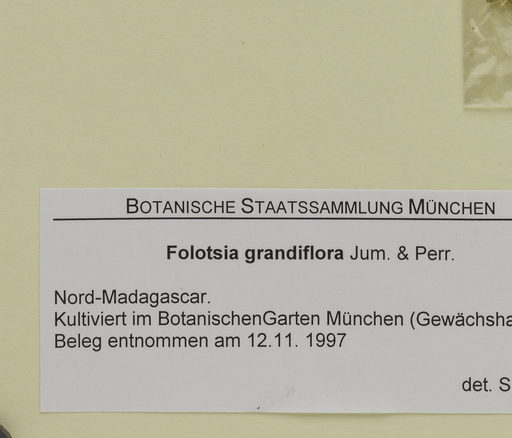 BOTANISCHE STAATSSAMMLUNG MÜNCHEN
Folotsia grandiflora Jum. & Perr.
Nord-Madagascar.
Kultiviert im BotanischenGarten München (Gewächsha
Beleg entnommen am 12.11. 1997
det. S